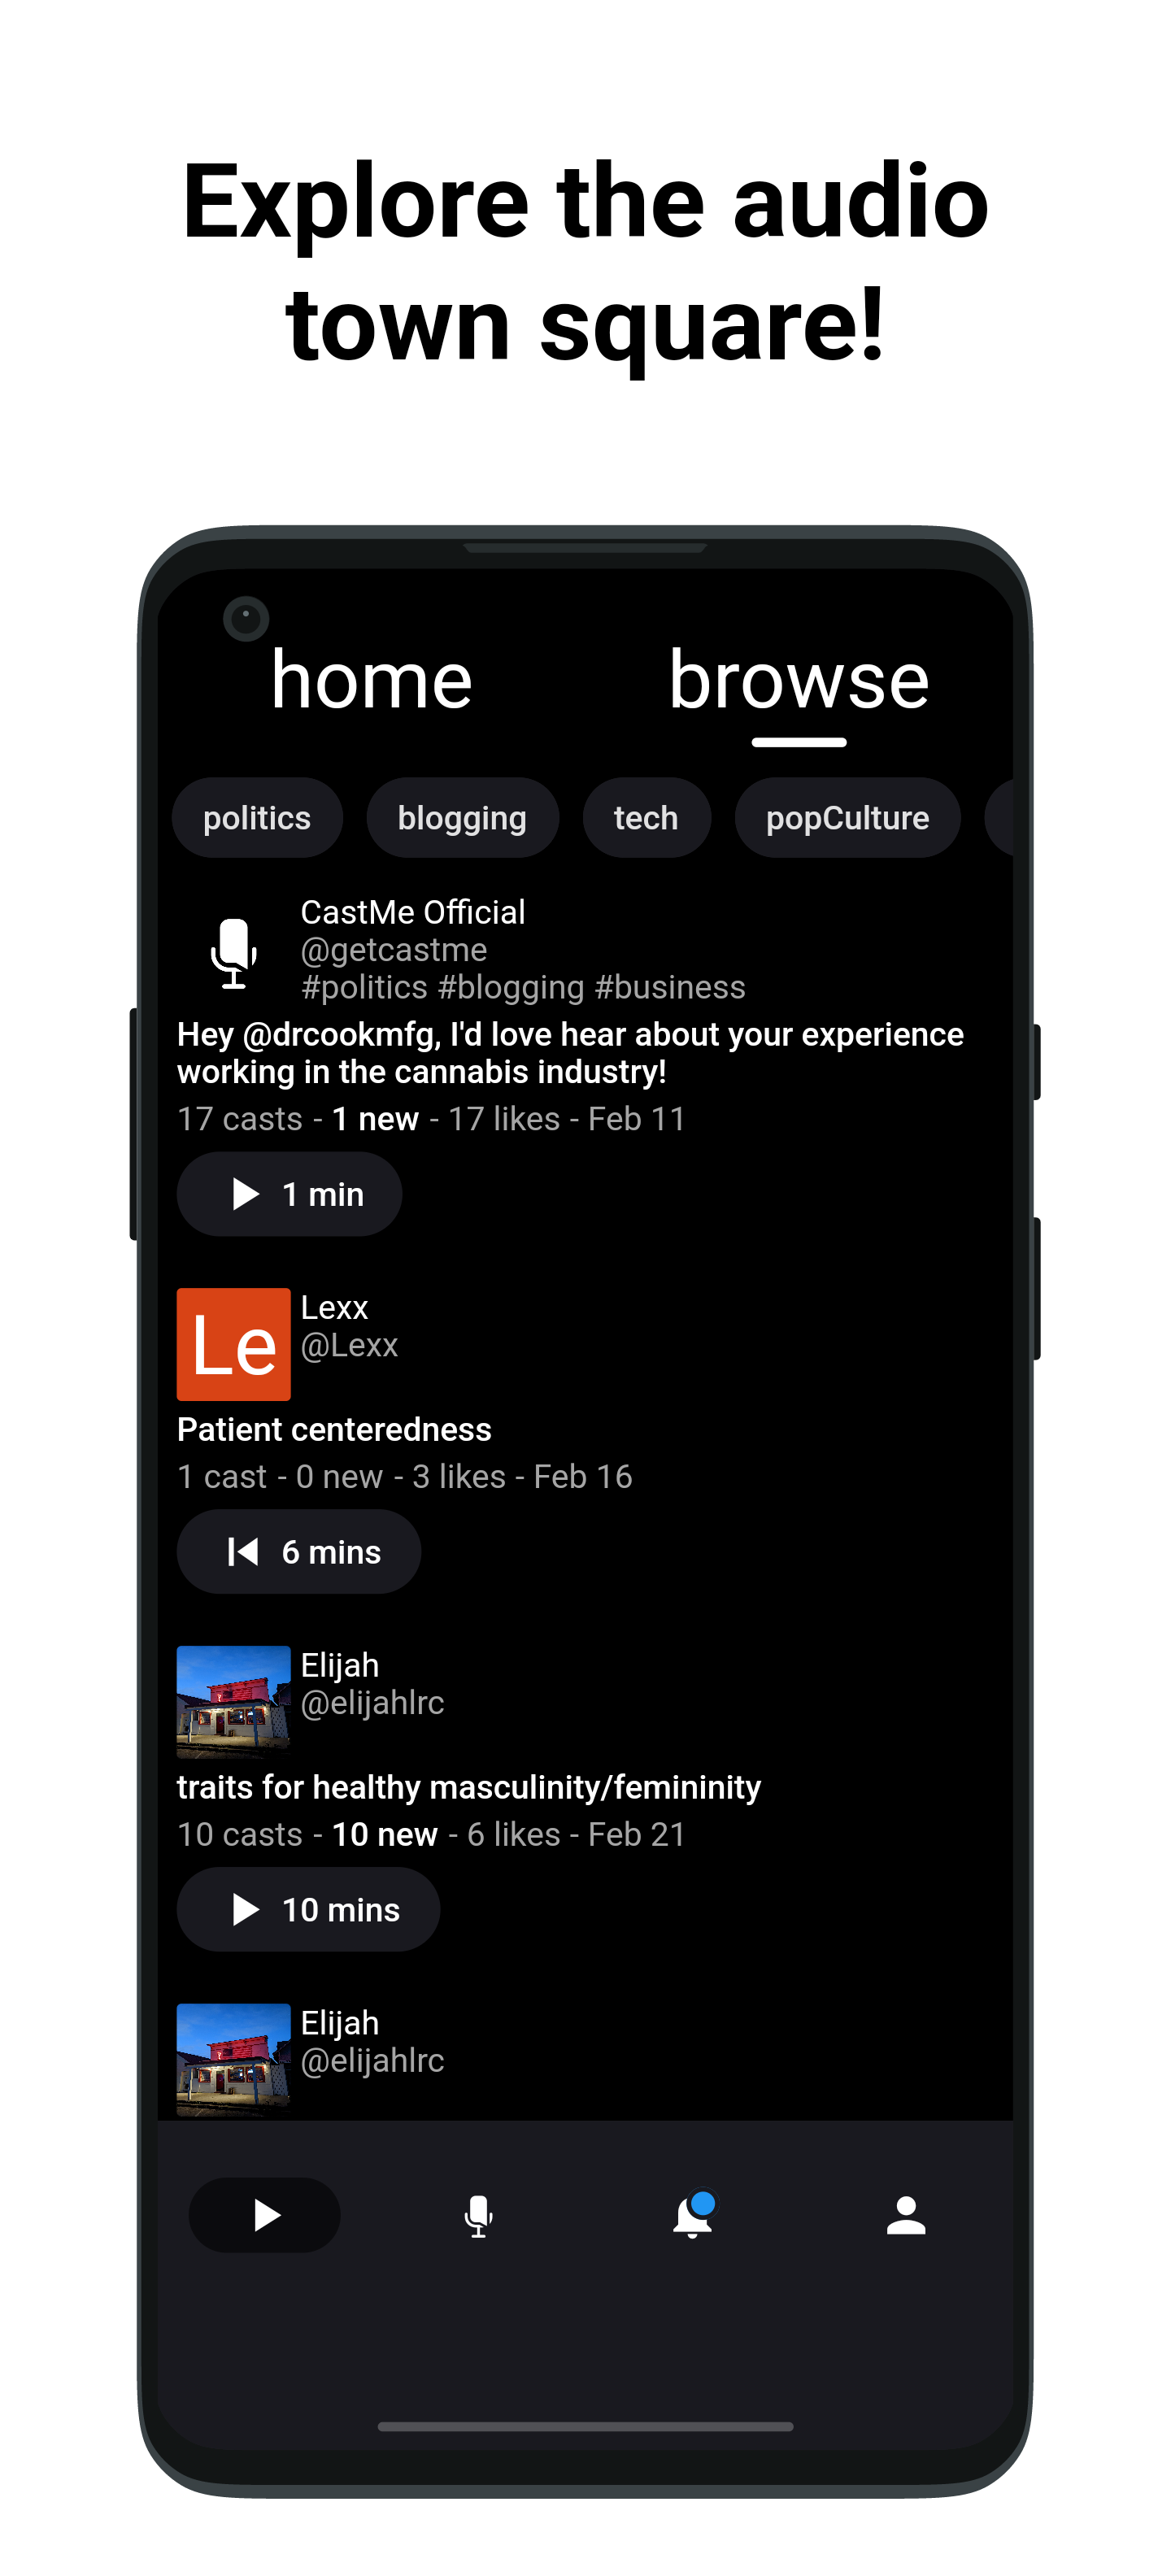 Explore the audio
town square!
home
browse
politics
blogging
tech
popCulture
CastMe Official
@getcastme
#politics #blogging #business
Hey @drcookmfg, I'd love hear about your experience
working in the cannabis industry!
17 casts - 1 new - 17 likes - Feb 11
1 min
Le
Lexx
@Lexx
Patient centeredness
1 cast - 0 new - 3 likes - Feb 16
6 mins
Elijah
@elijahlrc
traits for healthy masculinity/femininity
10 casts - 10 new - 6 likes - Feb 21
10 mins
Elijah
@elijahlrc